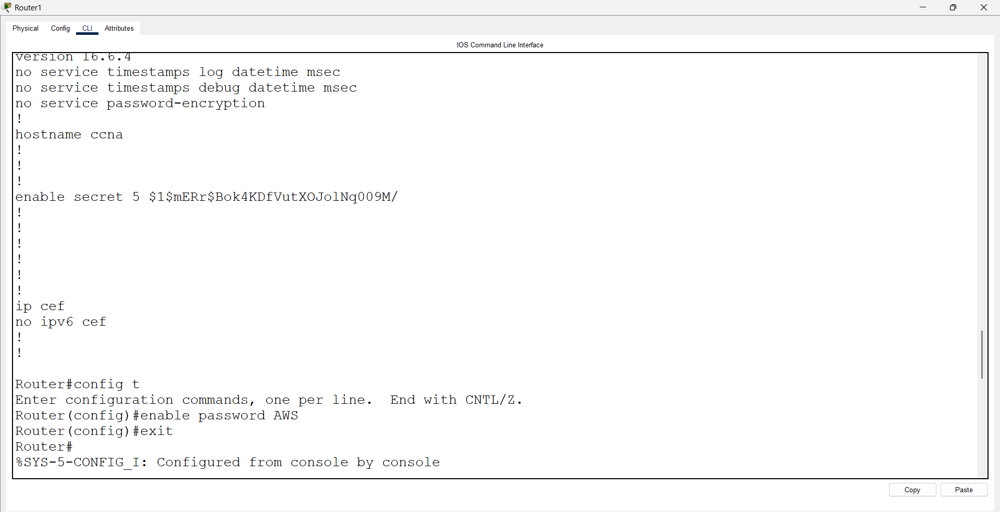 Router1
Physical Config CLI Attributes
IOS Command Line Interface
version 16.6.4
no service timestamps log datetime msec
no service timestamps debug datetime msec
no service password-encryption
!
hostname ccna
!
!
!
enable secret 5 $1$mERr$Bok4KDfVutXOJolNq009M/
!
!
!
!
!
!
ip cef
no ipv6 cef
!
!
Router#config t
Enter configuration commands, one per line.  End with CNTL/Z.
Router(config)#enable password AWS
Router(config)#exit
Router#
%SYS-5-CONFIG_I: Configured from console by console
Copy Paste